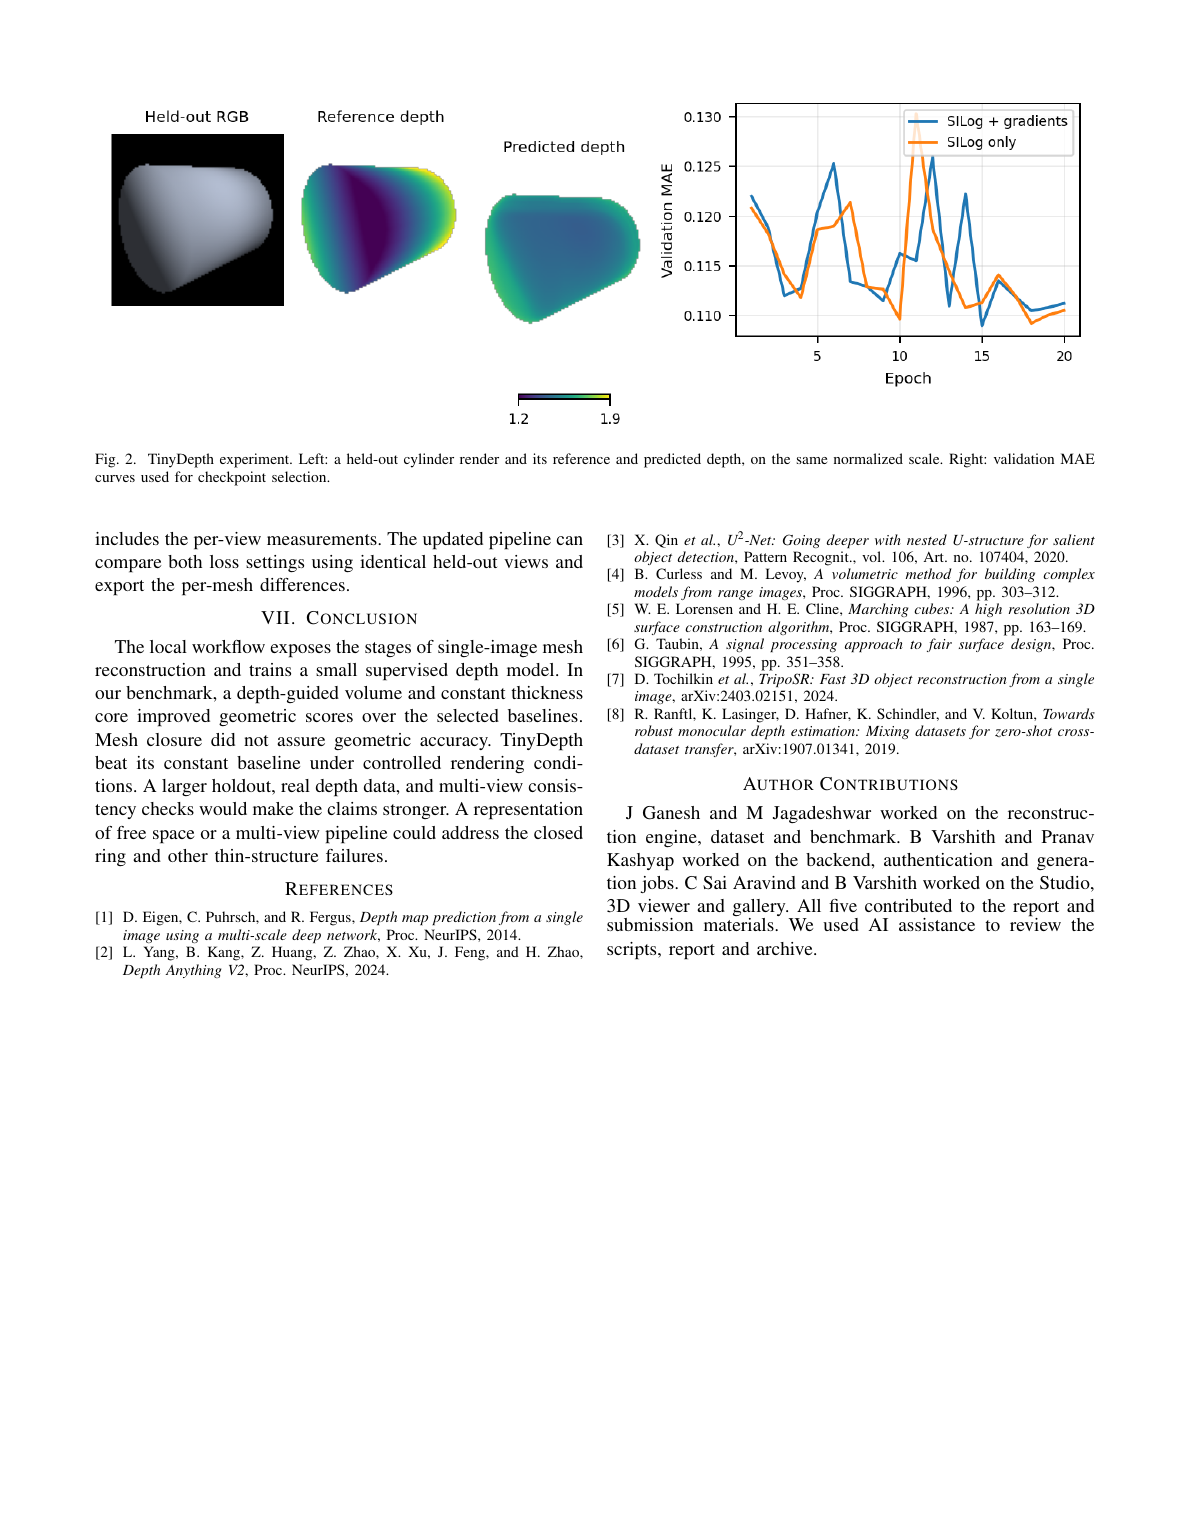 Held-out RGB
Reference depth
Predicted depth
1.2 1.9
0.130
0.125
0.120
0.115
0.110
Validation MAE
5 10 15 20
Epoch
SILog + gradients
SILog only
Fig. 2. TinyDepth experiment. Left: a held-out cylinder render and its reference and predicted depth, on the same normalized scale. Right: validation MAE
curves used for checkpoint selection.
includes the per-view measurements. The updated pipeline can
compare both loss settings using identical held-out views and
export the per-mesh differences.
VII. CONCLUSION
The local workflow exposes the stages of single-image mesh
reconstruction and trains a small supervised depth model. In
our benchmark, a depth-guided volume and constant thickness
core improved geometric scores over the selected baselines.
Mesh closure did not assure geometric accuracy. TinyDepth
beat its constant baseline under controlled rendering condi-
tions. A larger holdout, real depth data, and multi-view consis-
tency checks would make the claims stronger. A representation
of free space or a multi-view pipeline could address the closed
ring and other thin-structure failures.
REFERENCES
[1] D. Eigen, C. Puhrsch, and R. Fergus, Depth map prediction from a single
image using a multi-scale deep network, Proc. NeurIPS, 2014.
[2] L. Yang, B. Kang, Z. Huang, Z. Zhao, X. Xu, J. Feng, and H. Zhao,
Depth Anything V2, Proc. NeurIPS, 2024.
[3] X. Qin et al., U²-Net: Going deeper with nested U-structure for salient
object detection, Pattern Recognit., vol. 106, Art. no. 107404, 2020.
[4] B. Curless and M. Levoy, A volumetric method for building complex
models from range images, Proc. SIGGRAPH, 1996, pp. 303–312.
[5] W. E. Lorensen and H. E. Cline, Marching cubes: A high resolution 3D
surface construction algorithm, Proc. SIGGRAPH, 1987, pp. 163–169.
[6] G. Taubin, A signal processing approach to fair surface design, Proc.
SIGGRAPH, 1995, pp. 351–358.
[7] D. Tochilkin et al., TripoSR: Fast 3D object reconstruction from a single
image, arXiv:2403.02151, 2024.
[8] R. Ranftl, K. Lasinger, D. Hafner, K. Schindler, and V. Koltun, Towards
robust monocular depth estimation: Mixing datasets for zero-shot cross-
dataset transfer, arXiv:1907.01341, 2019.
AUTHOR CONTRIBUTIONS
J Ganesh and M Jagadeshwar worked on the reconstruc-
tion engine, dataset and benchmark. B Varshith and Pranav
Kashyap worked on the backend, authentication and genera-
tion jobs. C Sai Aravind and B Varshith worked on the Studio,
3D viewer and gallery. All five contributed to the report and
submission materials. We used AI assistance to review the
scripts, report and archive.